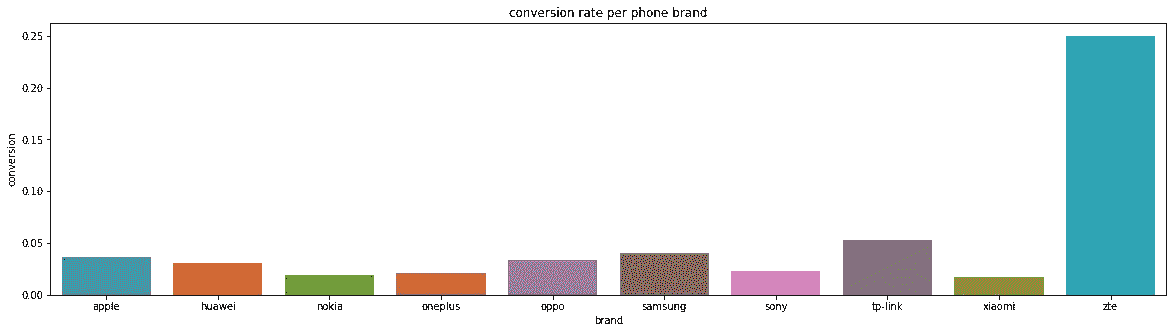 conversion rate per phone brand
conversion
0.25
0.20
0.15
0.10
0.05
0.00
apple huawei nokia oneplus oppo samsung sony tp-link xiaomi zte
brand